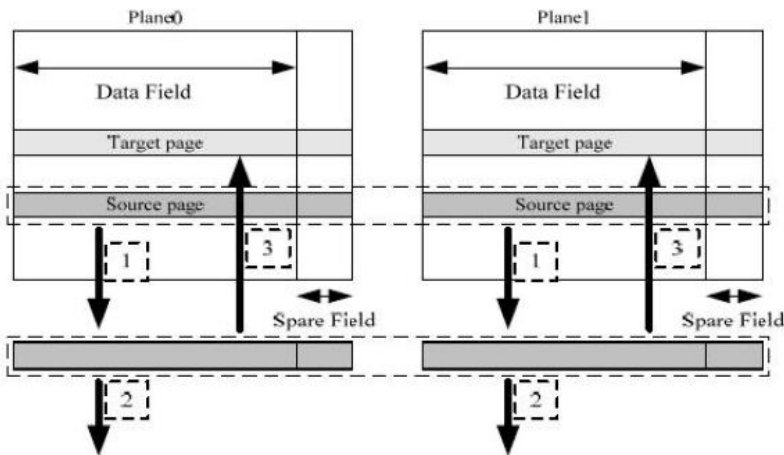 Plane0 Plane1
Data Field Data Field
Target page Target page
Source page Source page
1 3 1 3
Spare Field Spare Field
2 2